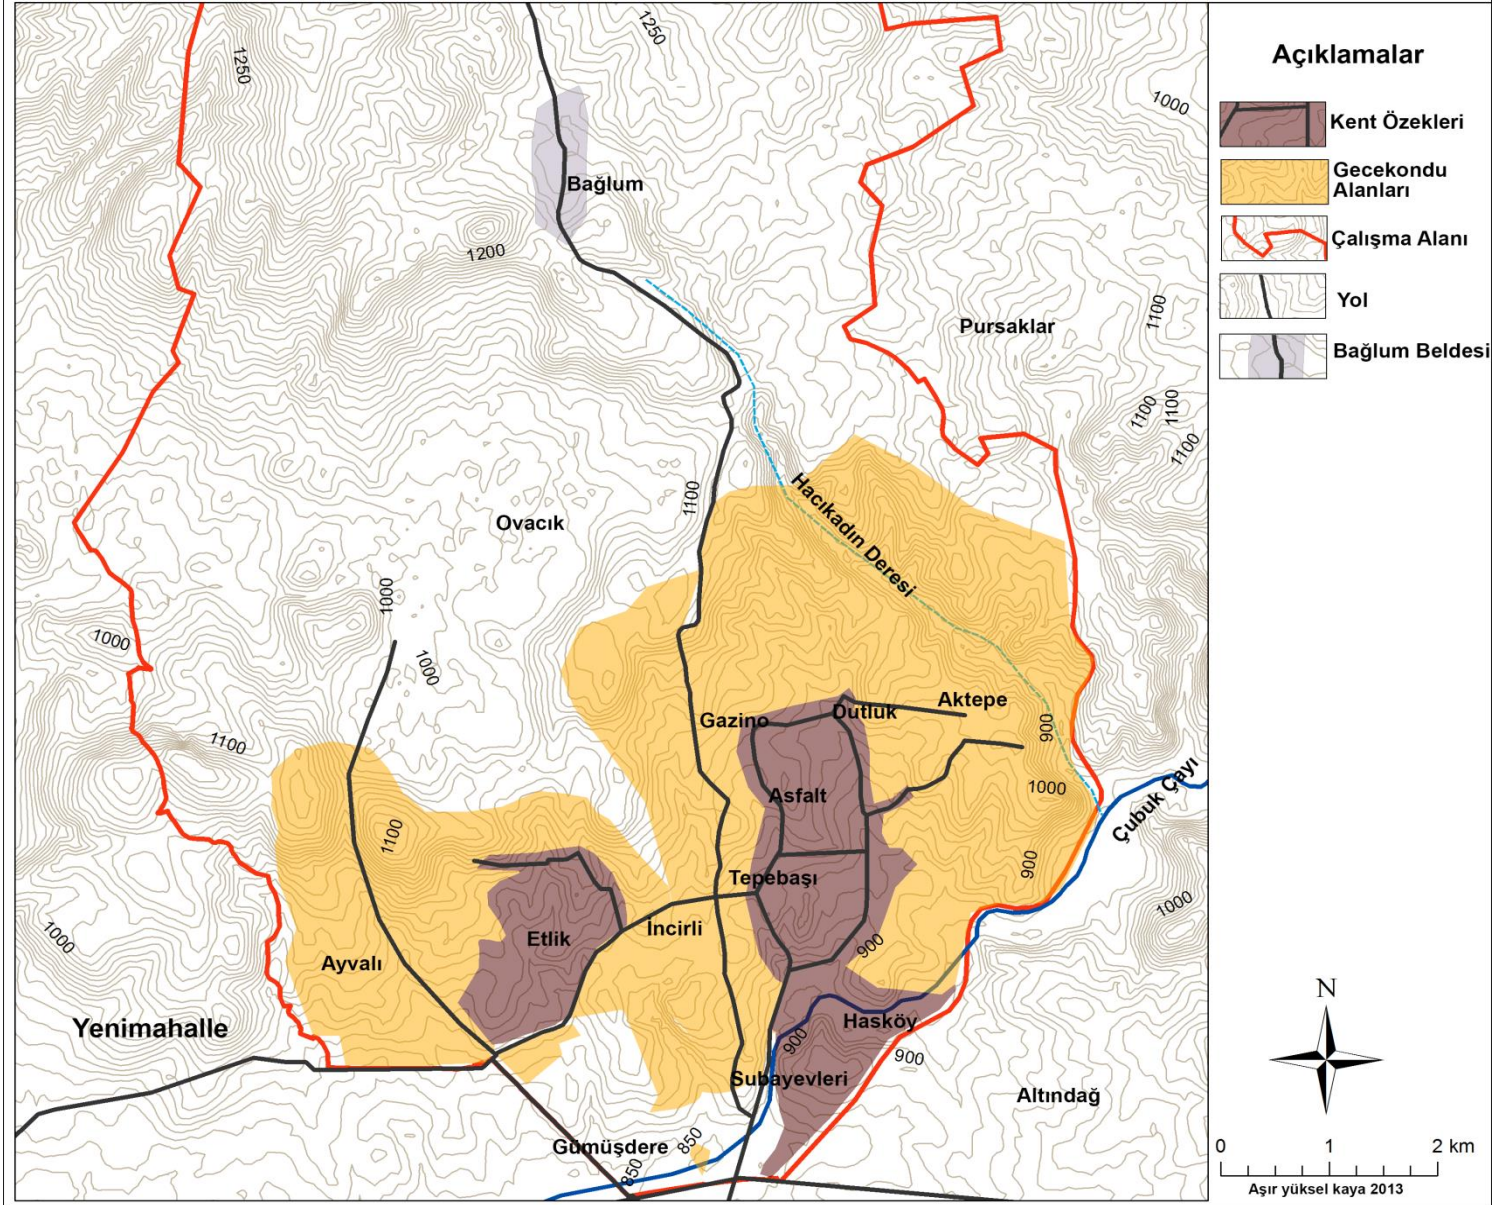 1250
1250
Açıklamalar
1000
Kent Özekleri
Bağlum
Gecekondu
Alanları
1200
Çalışma Alanı
1100
Yol
Pursaklar
Bağlum Beldesi
1100
1100
1100
1100
Hacıkadın Deresi
Ovacık
1000
1000
1000
1100
Gazino
Dutluk
Aktepe
900
Asfalt
1000
Çubuk Çayı
1100
900
Tepebaşı
1000
1000
Etlik
İncirli
900
Ayvalı
Yenimahalle
Hasköy
900
900
N
Subayevleri
Altındağ
Gümüşdere
850
850
0 1 2 km
Aşır yüksel kaya 2013